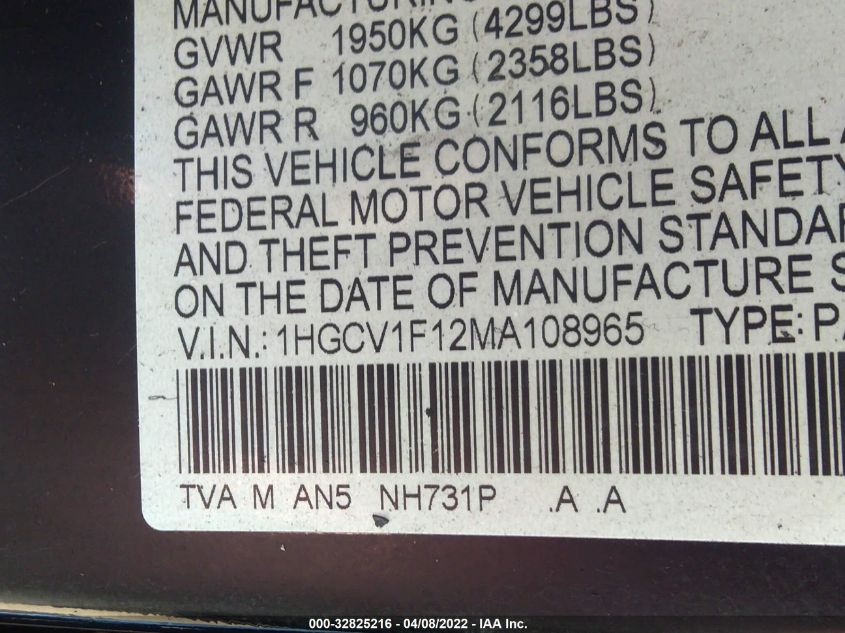 MANUFACTURING
GVWR 1950KG (4299LBS)
GAWR F 1070KG (2358LBS)
GAWR R 960KG (2116LBS)
THIS VEHICLE CONFORMS TO ALL A
FEDERAL MOTOR VEHICLE SAFETY
AND THEFT PREVENTION STANDAR
ON THE DATE OF MANUFACTURE S
V.I.N.: 1HGCV1F12MA108965 TYPE: PA
TVA M AN5 NH731P .A .A
000-32825216 - 04/08/2022 - IAA Inc.